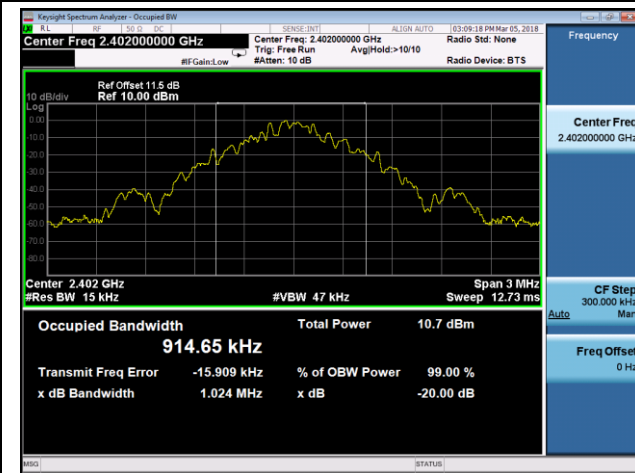 Keysight Spectrum Analyzer - Occupied BW
RL RF 50 Ω DC SENSE:INT ALIGN AUTO 03:09:18 PM Mar 05, 2018
Center Freq 2.402000000 GHz
Center Freq: 2.402000000 GHz Radio Std: None
Trig: Free Run Avg|Hold:>10/10
#IFGain:Low #Atten: 10 dB Radio Device: BTS
Frequency
Ref Offset 11.5 dB
10 dB/div Ref 10.00 dBm
Log
0.00
-10.0
-20.0
-30.0
-40.0
-50.0
-60.0
-70.0
-80.0
Center Freq
2.402000000 GHz
Center 2.402 GHz Span 3 MHz
#Res BW 15 kHz #VBW 47 kHz Sweep 12.73 ms
CF Step
300.000 kHz
Auto Man
Occupied Bandwidth Total Power 10.7 dBm
914.65 kHz
Transmit Freq Error -15.909 kHz % of OBW Power 99.00 %
x dB Bandwidth 1.024 MHz x dB -20.00 dB
Freq Offset
0 Hz
MSG STATUS